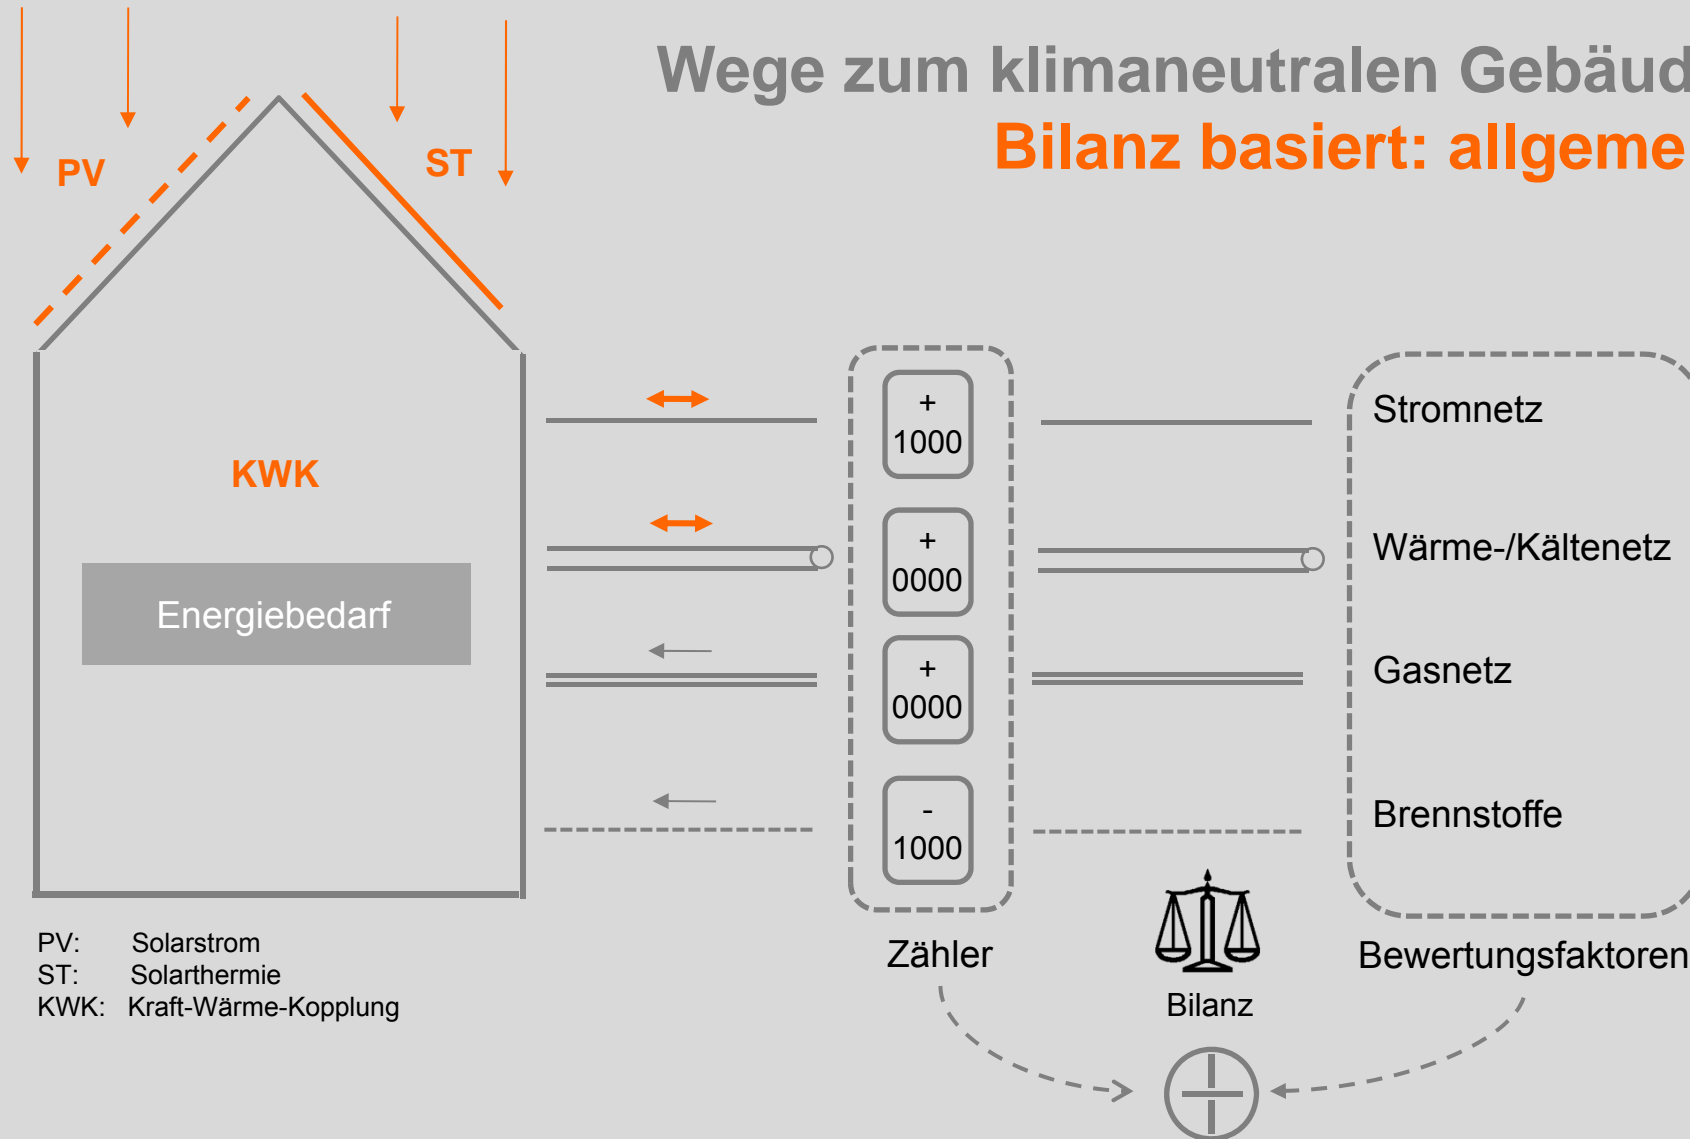 Wege zum klimaneutralen Gebäud
Bilanz basiert: allgeme
PV
ST
KWK
Energiebedarf
+
1000
+
0000
+
0000
-
1000
Stromnetz
Wärme-/Kältenetz
Gasnetz
Brennstoffe
Zähler
Bilanz
Bewertungsfaktoren
PV: Solarstrom
ST: Solarthermie
KWK: Kraft-Wärme-Kopplung